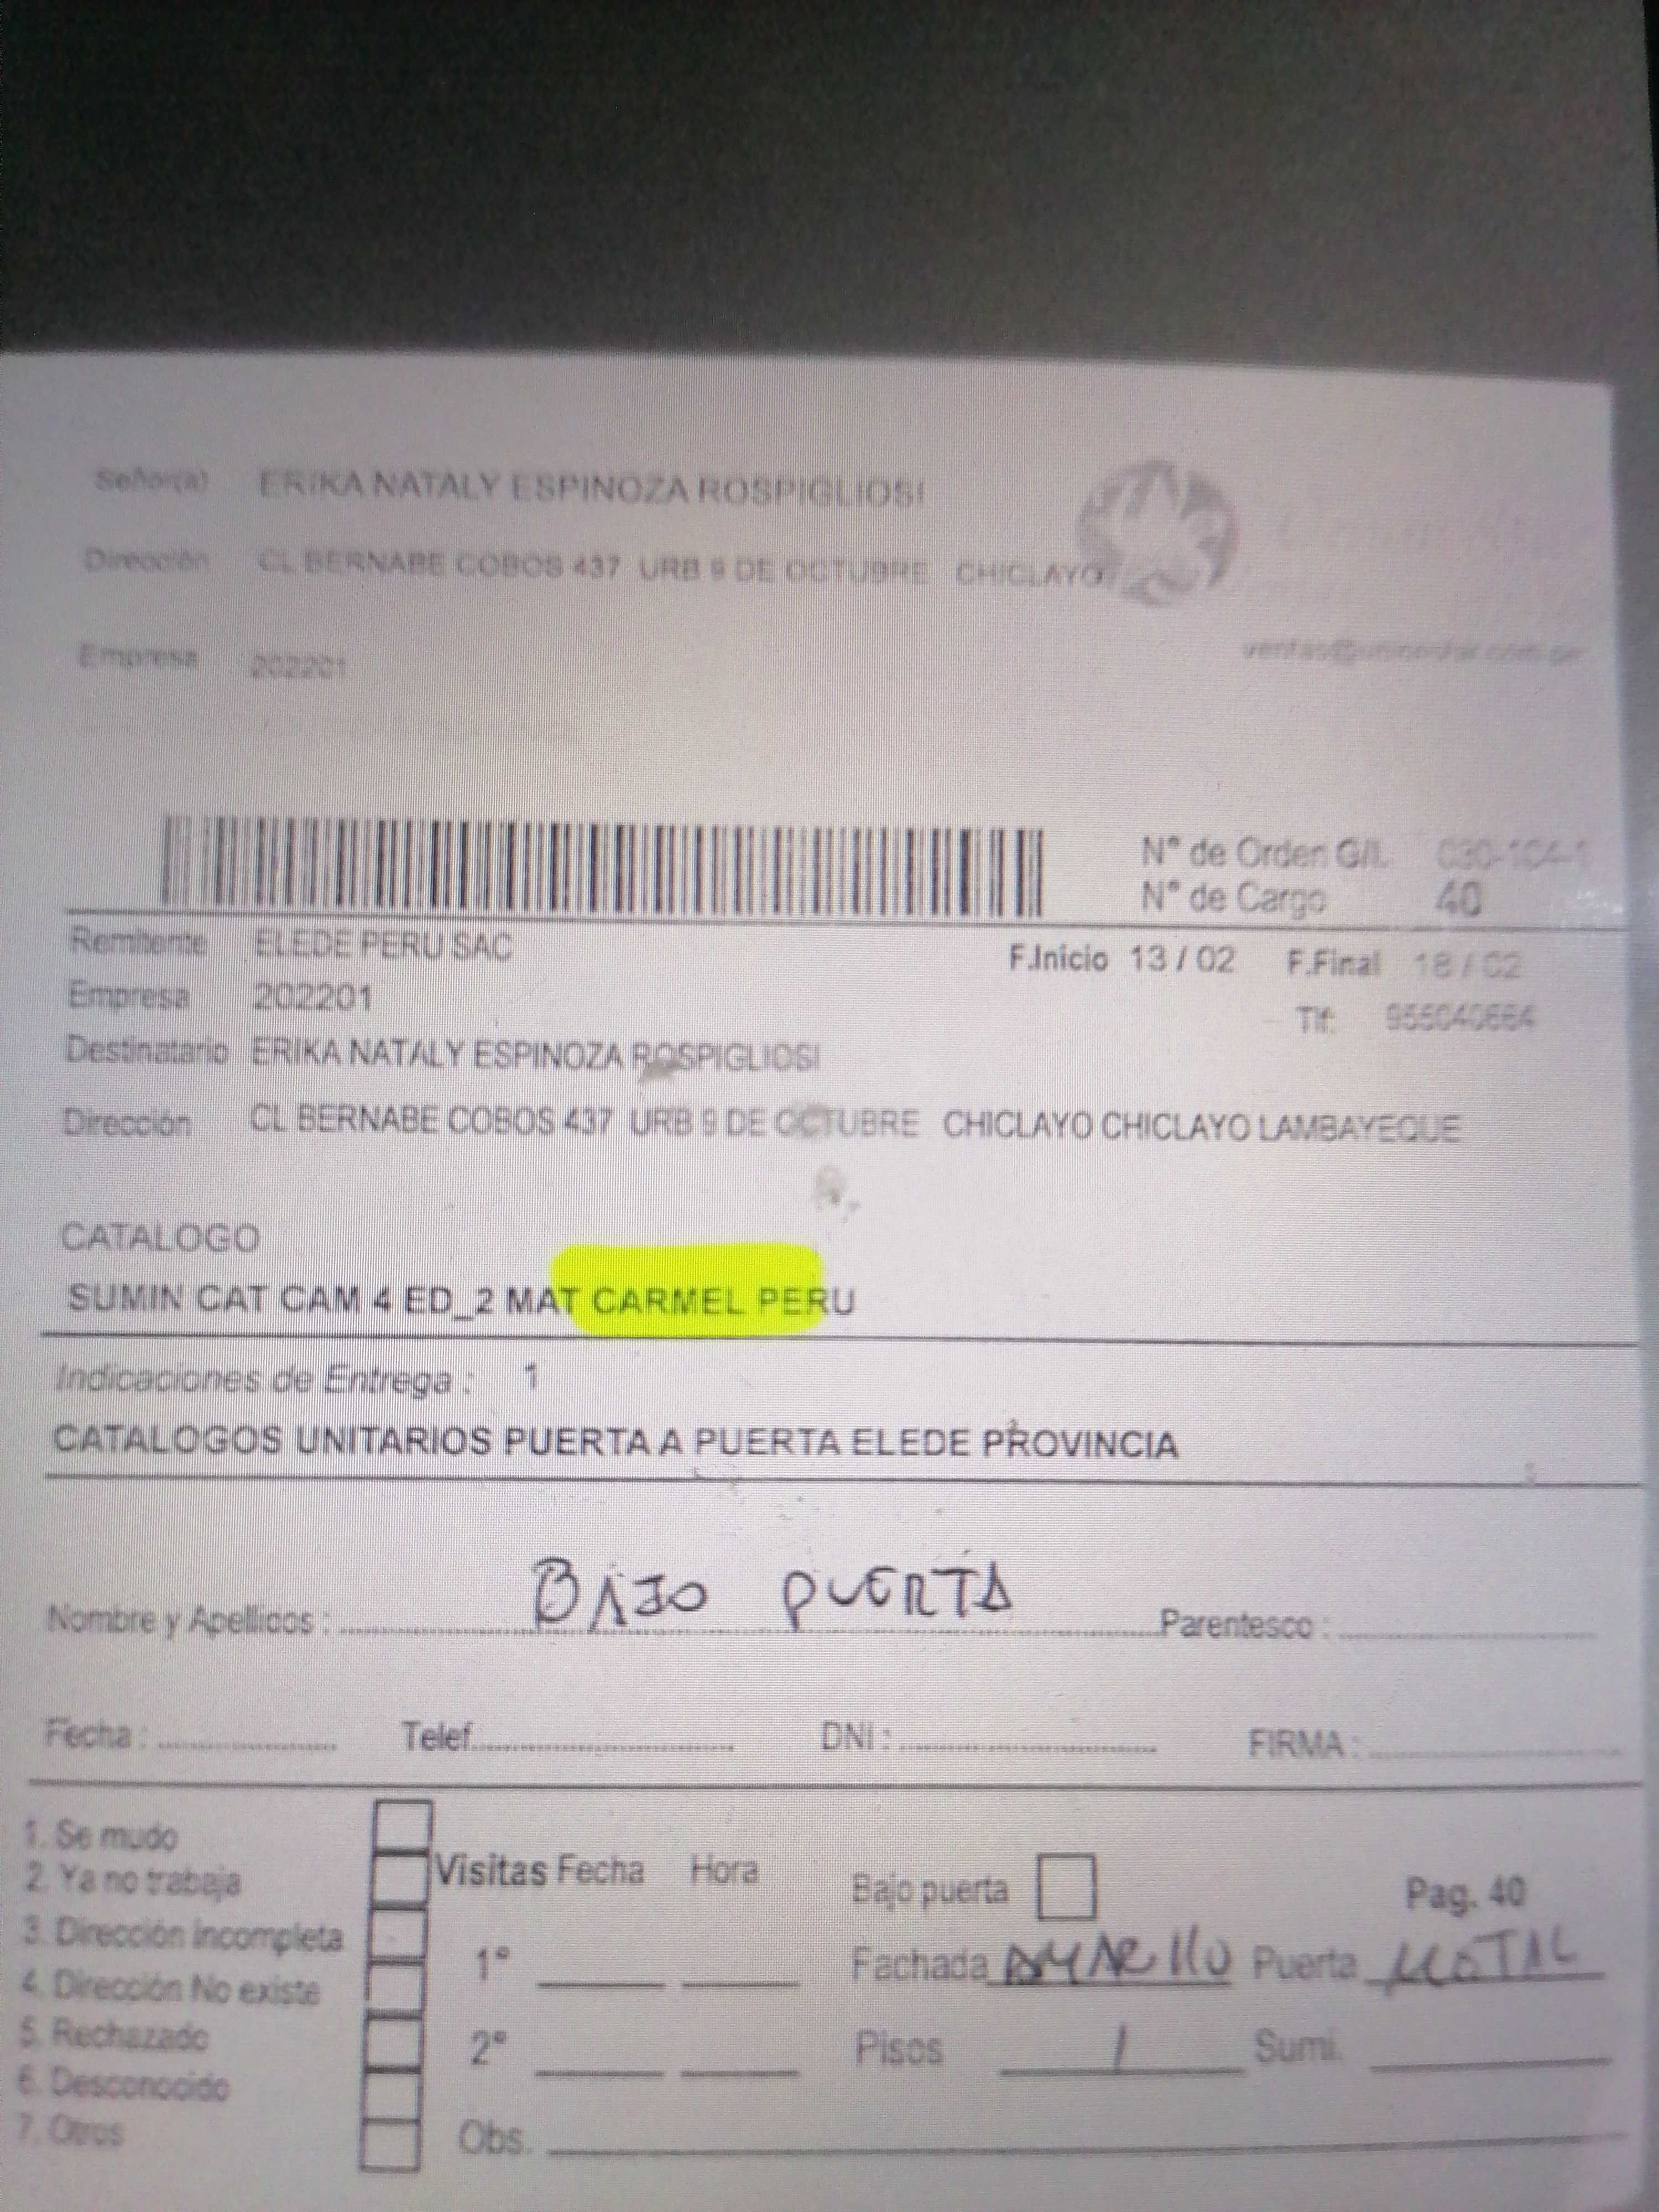 Señor(a) ERIKA NATALY ESPINOZA ROSPIGLIOSI
Dirección CL BERNABE COBOS 437 URB 9 DE OCTUBRE CHICLAYO
Empresa 202201
N° de Orden G/I.
N° de Cargo 40
Remitente ELEDE PERU SAC F.Inicio 13 / 02 F.Final 18 / 02
Empresa 202201 Tlf:
Destinatario ERIKA NATALY ESPINOZA ROSPIGLIOSI
Dirección CL BERNABE COBOS 437 URB 9 DE OCTUBRE CHICLAYO CHICLAYO LAMBAYEQUE
CATALOGO
SUMIN CAT CAM 4 ED_2 MAT CARMEL PERU
Indicaciones de Entrega : 1
CATALOGOS UNITARIOS PUERTA A PUERTA ELEDE PROVINCIA
Nombre y Apellidos : BAJO PUERTA Parentesco :
Fecha : Telef. DNI : FIRMA :
1. Se mudo
2. Ya no trabaja
3. Dirección incompleta
4. Dirección No existe
5. Rechazado
6. Desconocido
7. Otros
Visitas Fecha Hora
1°
2°
Obs.
Bajo puerta Pag. 40
Fachada AMARILLO Puerta METAL
Pisos 1 Sumi.